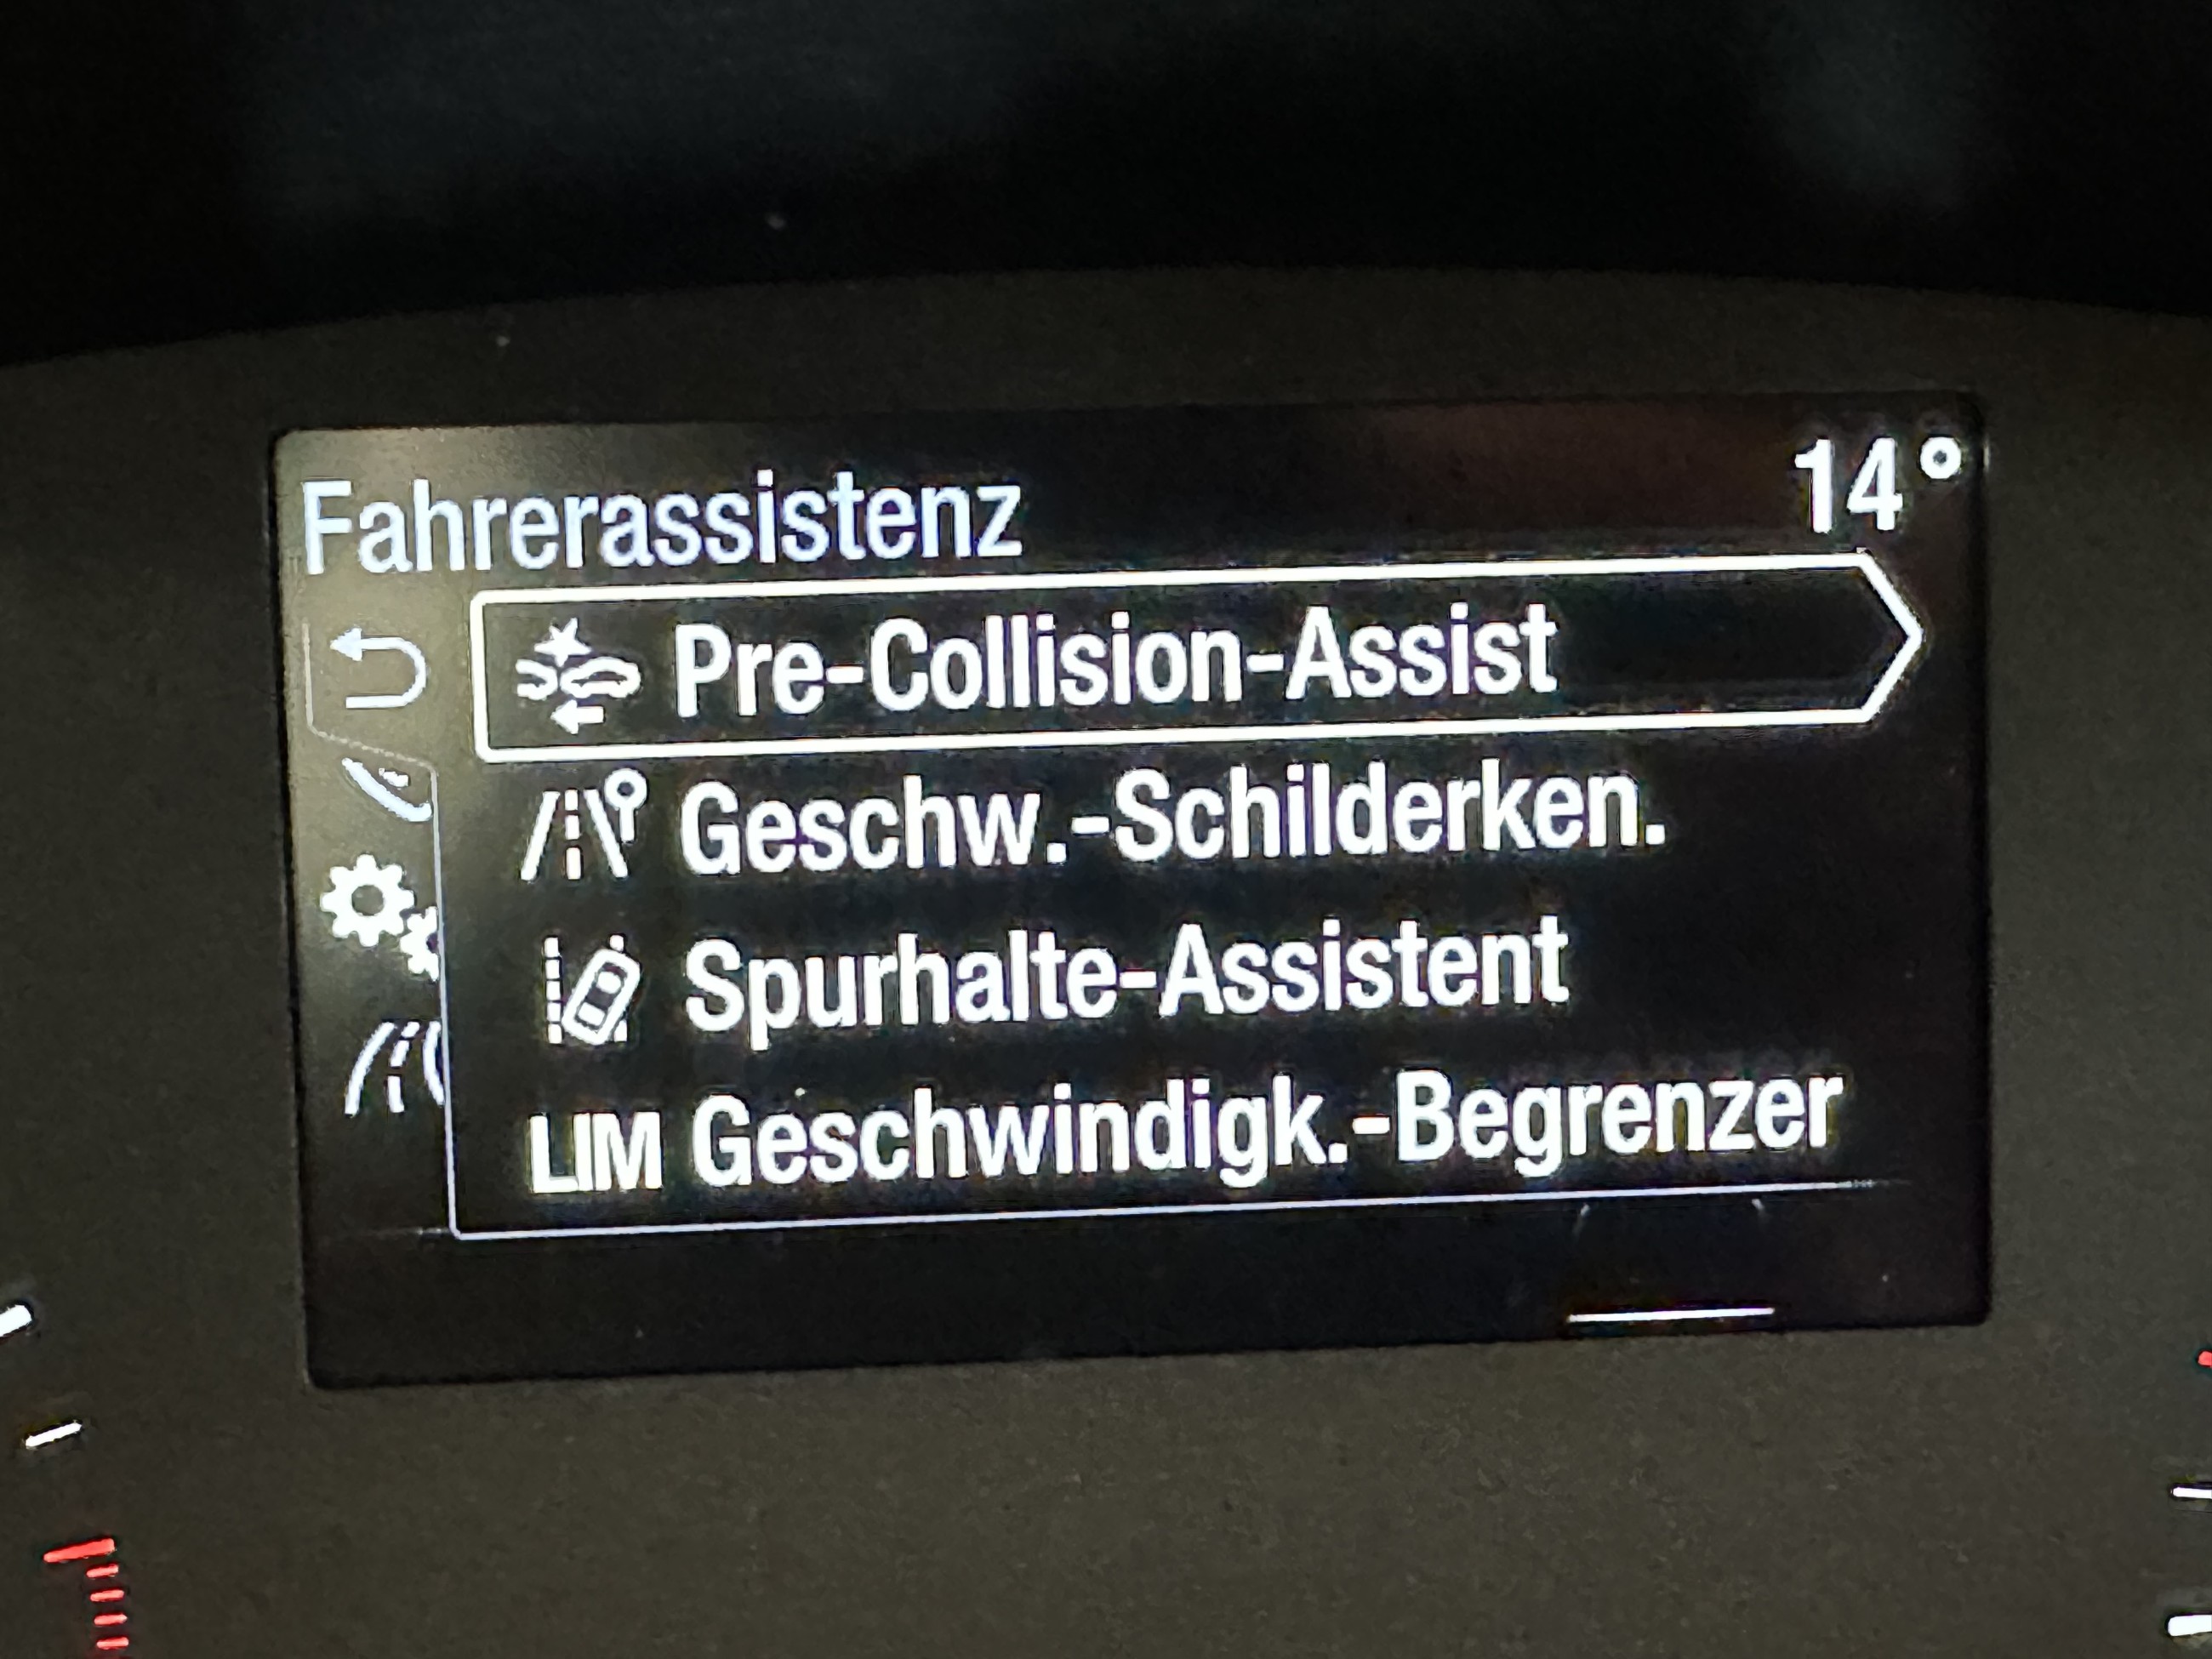 Fahrerassistenz 14°
Pre-Collision-Assist
Geschw.-Schilderken.
Spurhalte-Assistent
LIM Geschwindigk.-Begrenzer